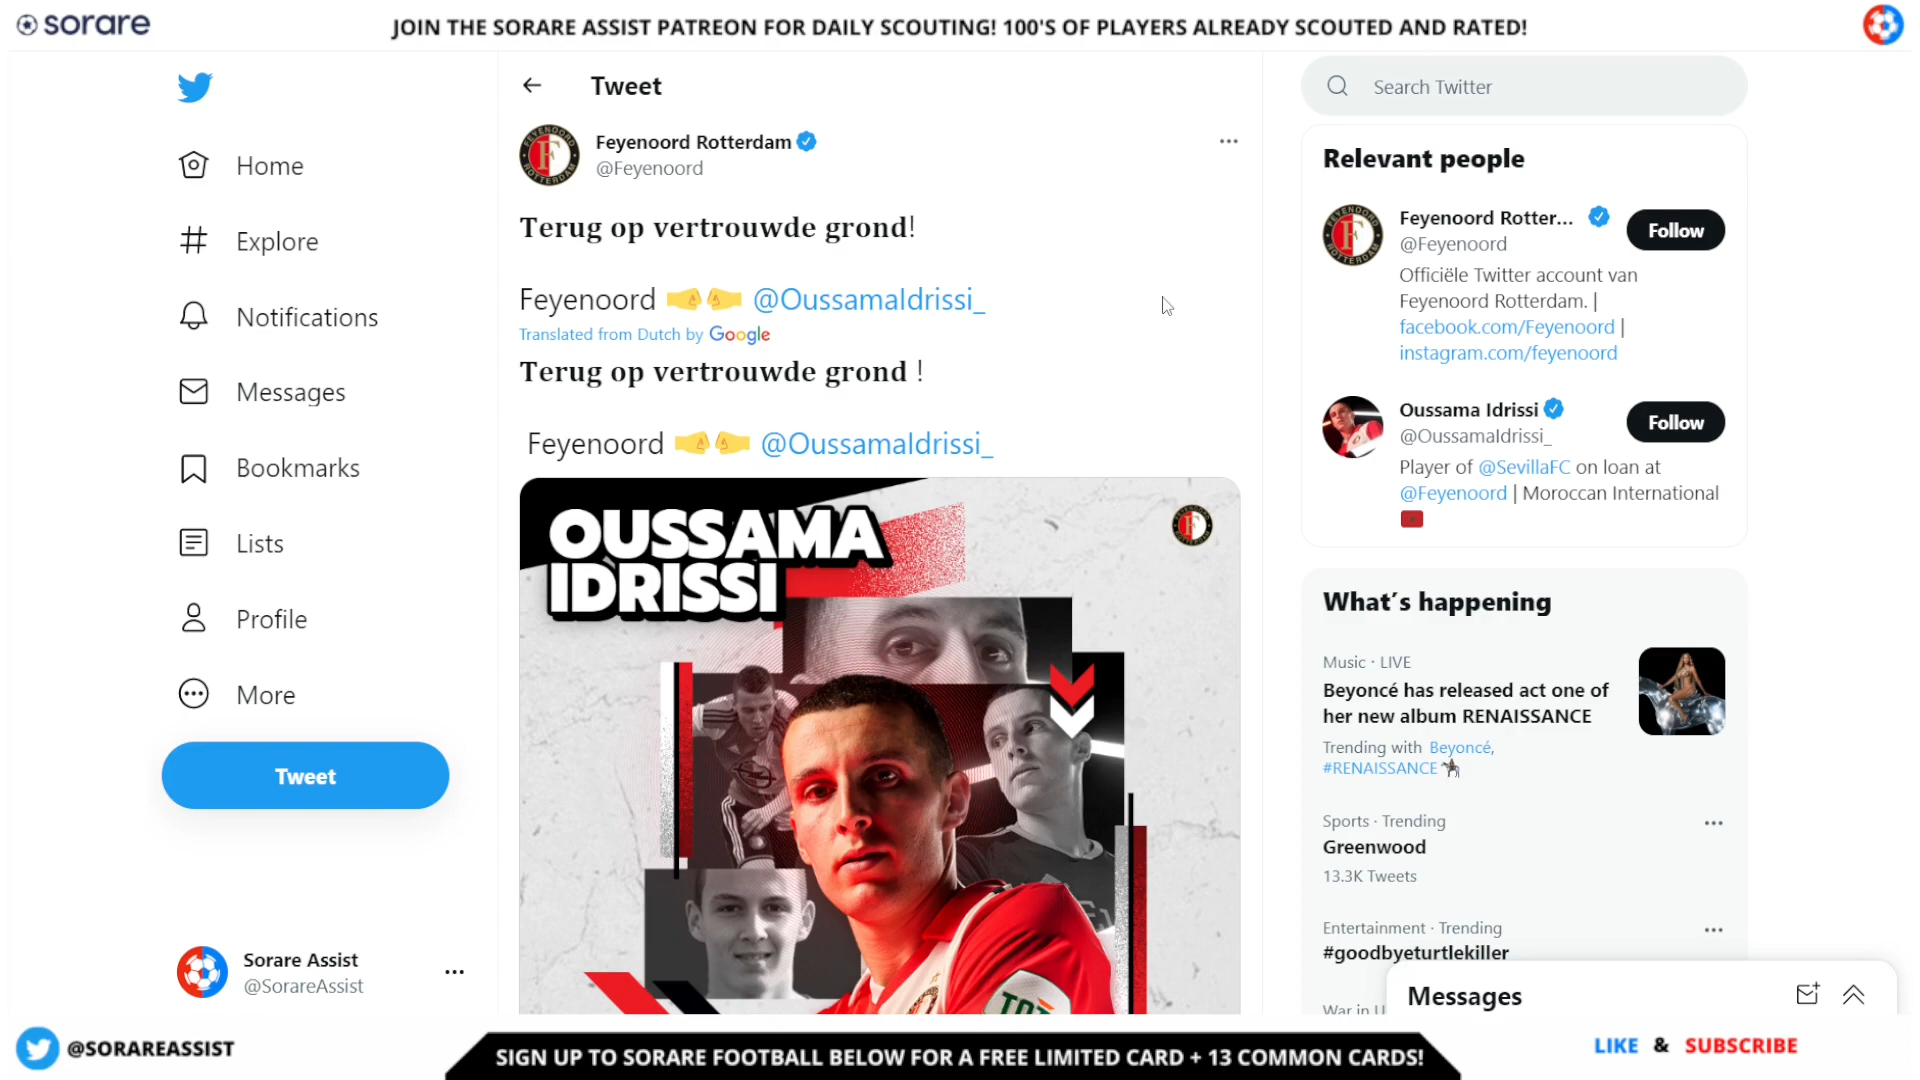 sorare
JOIN THE SORARE ASSIST PATREON FOR DAILY SCOUTING! 100'S OF PLAYERS ALREADY SCOUTED AND RATED!
Home
Explore
Notifications
Messages
Bookmarks
Lists
Profile
More
Tweet
Sorare Assist
@SorareAssist
Tweet
Feyenoord Rotterdam
@Feyenoord
Terug op vertrouwde grond!
Feyenoord 🤜🤛 @OussamaIdrissi_
Translated from Dutch by Google
Terug op vertrouwde grond !
Feyenoord 🤜🤛 @OussamaIdrissi_
OUSSAMA
IDRISSI
Search Twitter
Relevant people
Feyenoord Rotter...
@Feyenoord
Follow
Officiële Twitter account van
Feyenoord Rotterdam. |
facebook.com/Feyenoord |
instagram.com/feyenoord
Oussama Idrissi
@OussamaIdrissi_
Follow
Player of @SevillaFC on loan at
@Feyenoord | Moroccan International
What's happening
Music · LIVE
Beyoncé has released act one of
her new album RENAISSANCE
Trending with Beyoncé,
#RENAISSANCE
Sports · Trending
Greenwood
13.3K Tweets
Entertainment · Trending
#goodbyeturtlekiller
War in U
Messages
@SORAREASSIST
SIGN UP TO SORARE FOOTBALL BELOW FOR A FREE LIMITED CARD + 13 COMMON CARDS!
LIKE & SUBSCRIBE